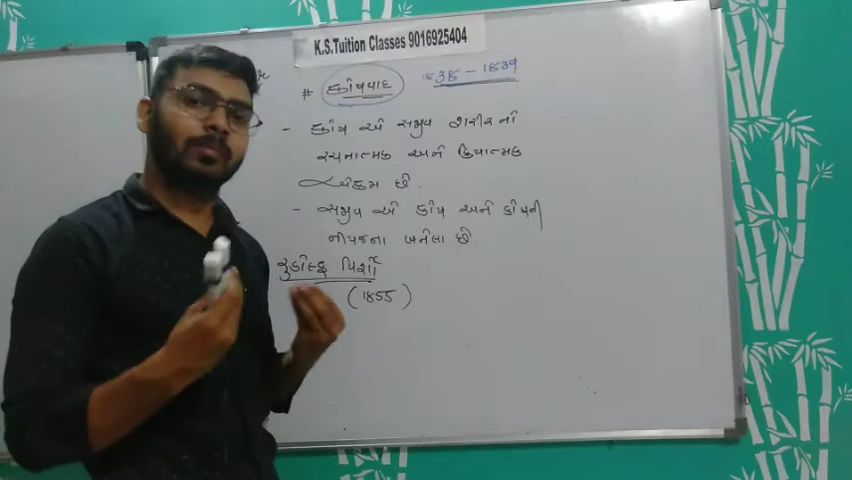 K.S.Tuition Classes 9016925404
# કોષવાદ 1838 - 1839
- કોષ એ સજીવ શરીરનો
રચનાત્મક અને ક્રિયાત્મક
એકમ છે.
- સજીવ એ કોષ અને કોષની
નીપજના બનેલા છે.
રુડોલ્ફ વિર્શો
(1855)